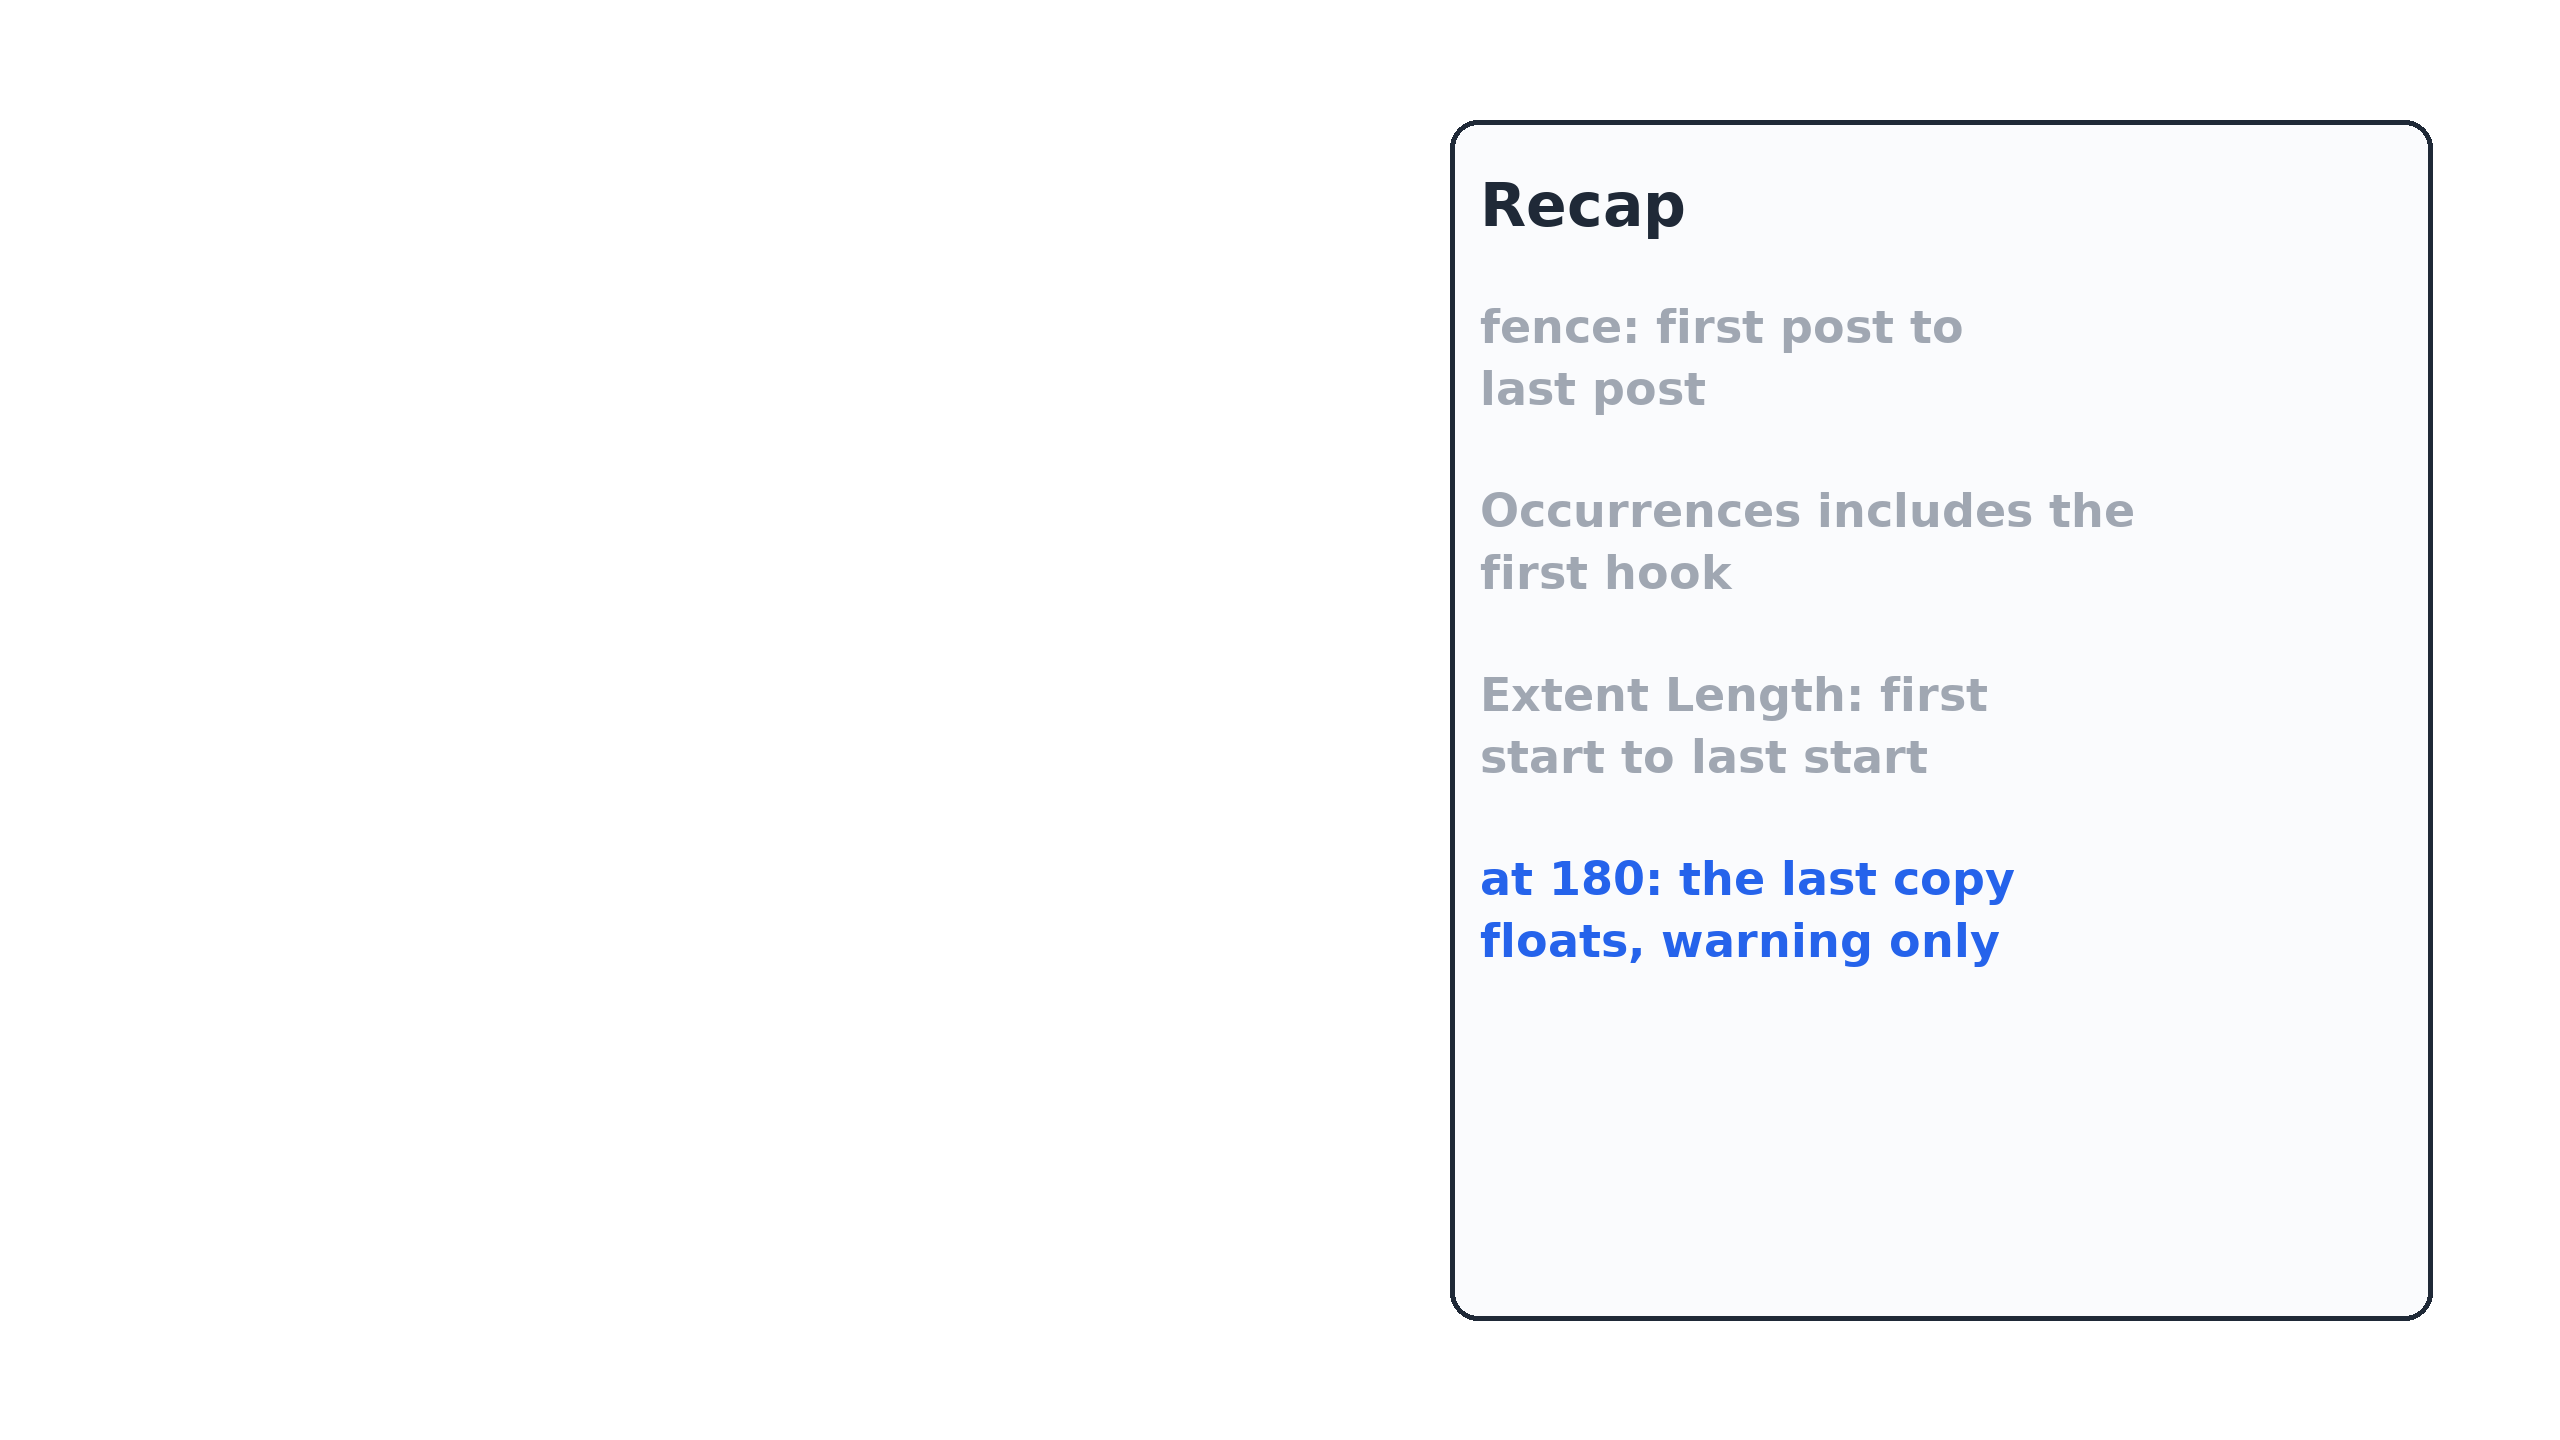 Recap
fence: first post to
last post
Occurrences includes the
first hook
Extent Length: first
start to last start
at 180: the last copy
floats, warning only